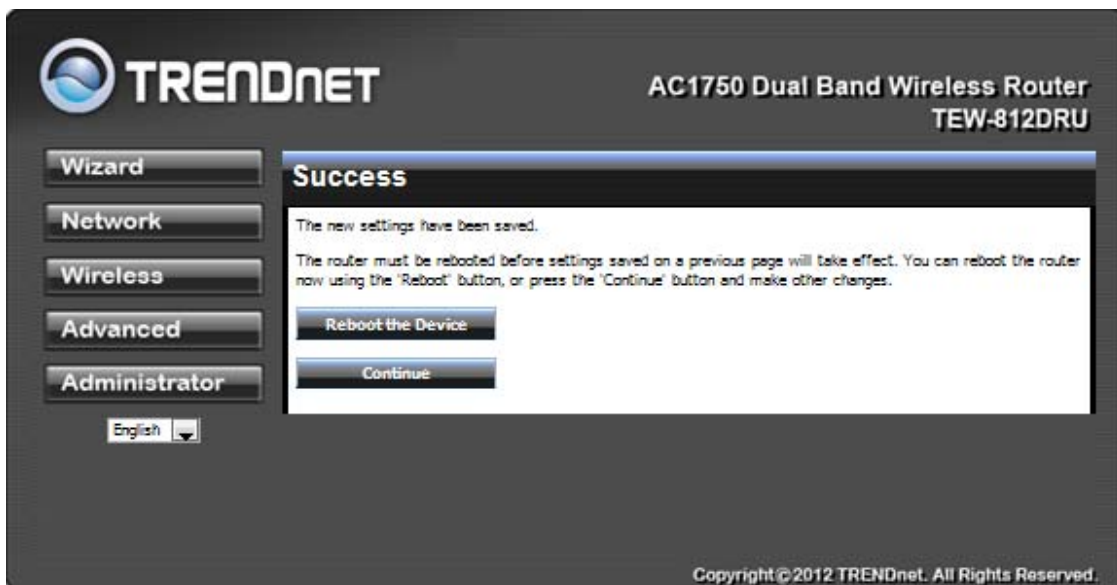 TRENDNET
AC1750 Dual Band Wireless Router
TEW-812DRU
Wizard
Network
Wireless
Advanced
Administrator
English
Success
The new settings have been saved.
The router must be rebooted before settings saved on a previous page will take effect. You can reboot the router
now using the 'Reboot' button, or press the 'Continue' button and make other changes.
Reboot the Device
Continue
Copyright©2012 TRENDnet. All Rights Reserved.